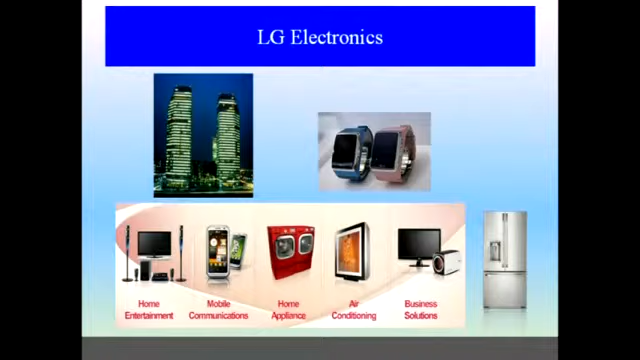 LG Electronics
Home
Entertainment
Mobile
Communications
Home
Appliance
Air
Conditioning
Business
Solutions